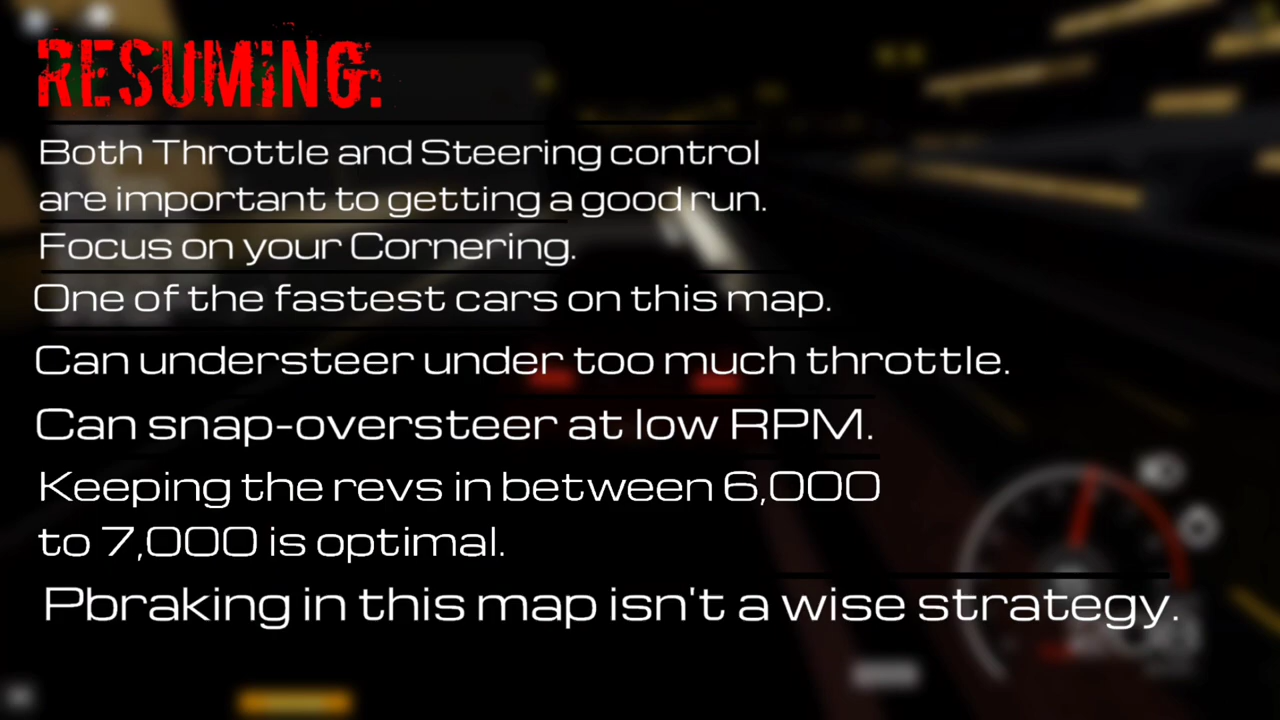 RESUMING:
Both Throttle and Steering control
are important to getting a good run.
Focus on your Cornering.
One of the fastest cars on this map.
Can understeer under too much throttle.
Can snap-oversteer at low RPM.
Keeping the revs in between 6,000
to 7,000 is optimal.
Pbraking in this map isn't a wise strategy.